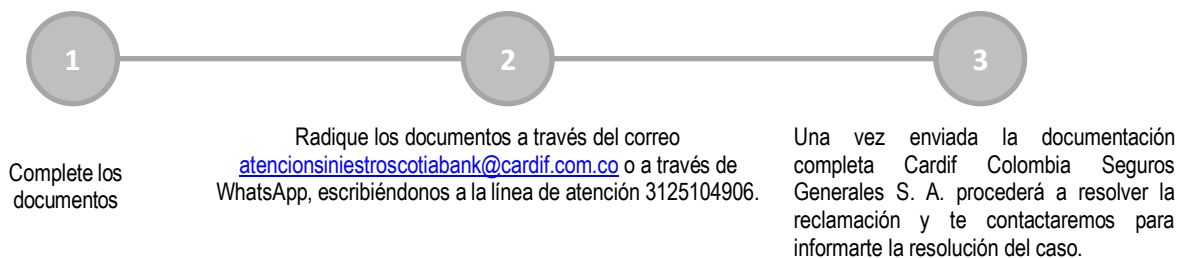 1
2
3
Complete los
documentos
Radique los documentos a través del correo
atencionsiniestroscotiabank@cardif.com.co o a través de
WhatsApp, escribiéndonos a la línea de atención 3125104906.
Una vez enviada la documentación
completa Cardif Colombia Seguros
Generales S. A. procederá a resolver la
reclamación y te contactaremos para
informarte la resolución del caso.